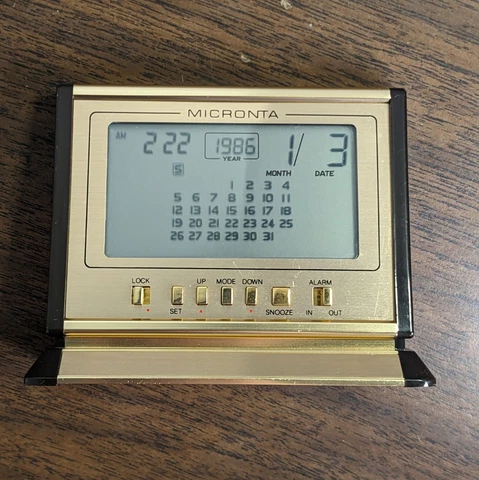 MICRONTA
AM 2 22 1986 1/ 3
YEAR
S MONTH DATE
1 2 3 4
5 6 7 8 9 10 11
12 13 14 15 16 17 18
19 20 21 22 23 24 25
26 27 28 29 30 31
LOCK UP MODE DOWN ALARM
SET SNOOZE IN OUT